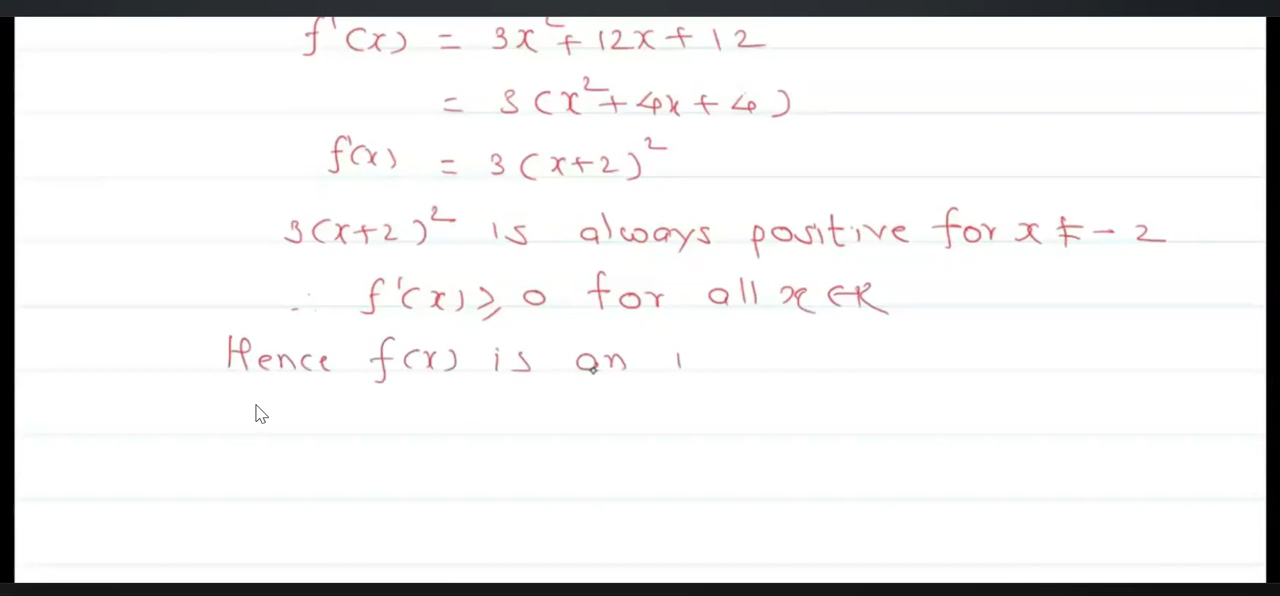 f'(x) = 3x² + 12x + 12
= 3(x² + 4x + 4)
f'(x) = 3(x+2)²
3(x+2)² is always positive for x ≠ -2
∴ f'(x) ≥ 0 for all x ∈ R
Hence f(x) is an I